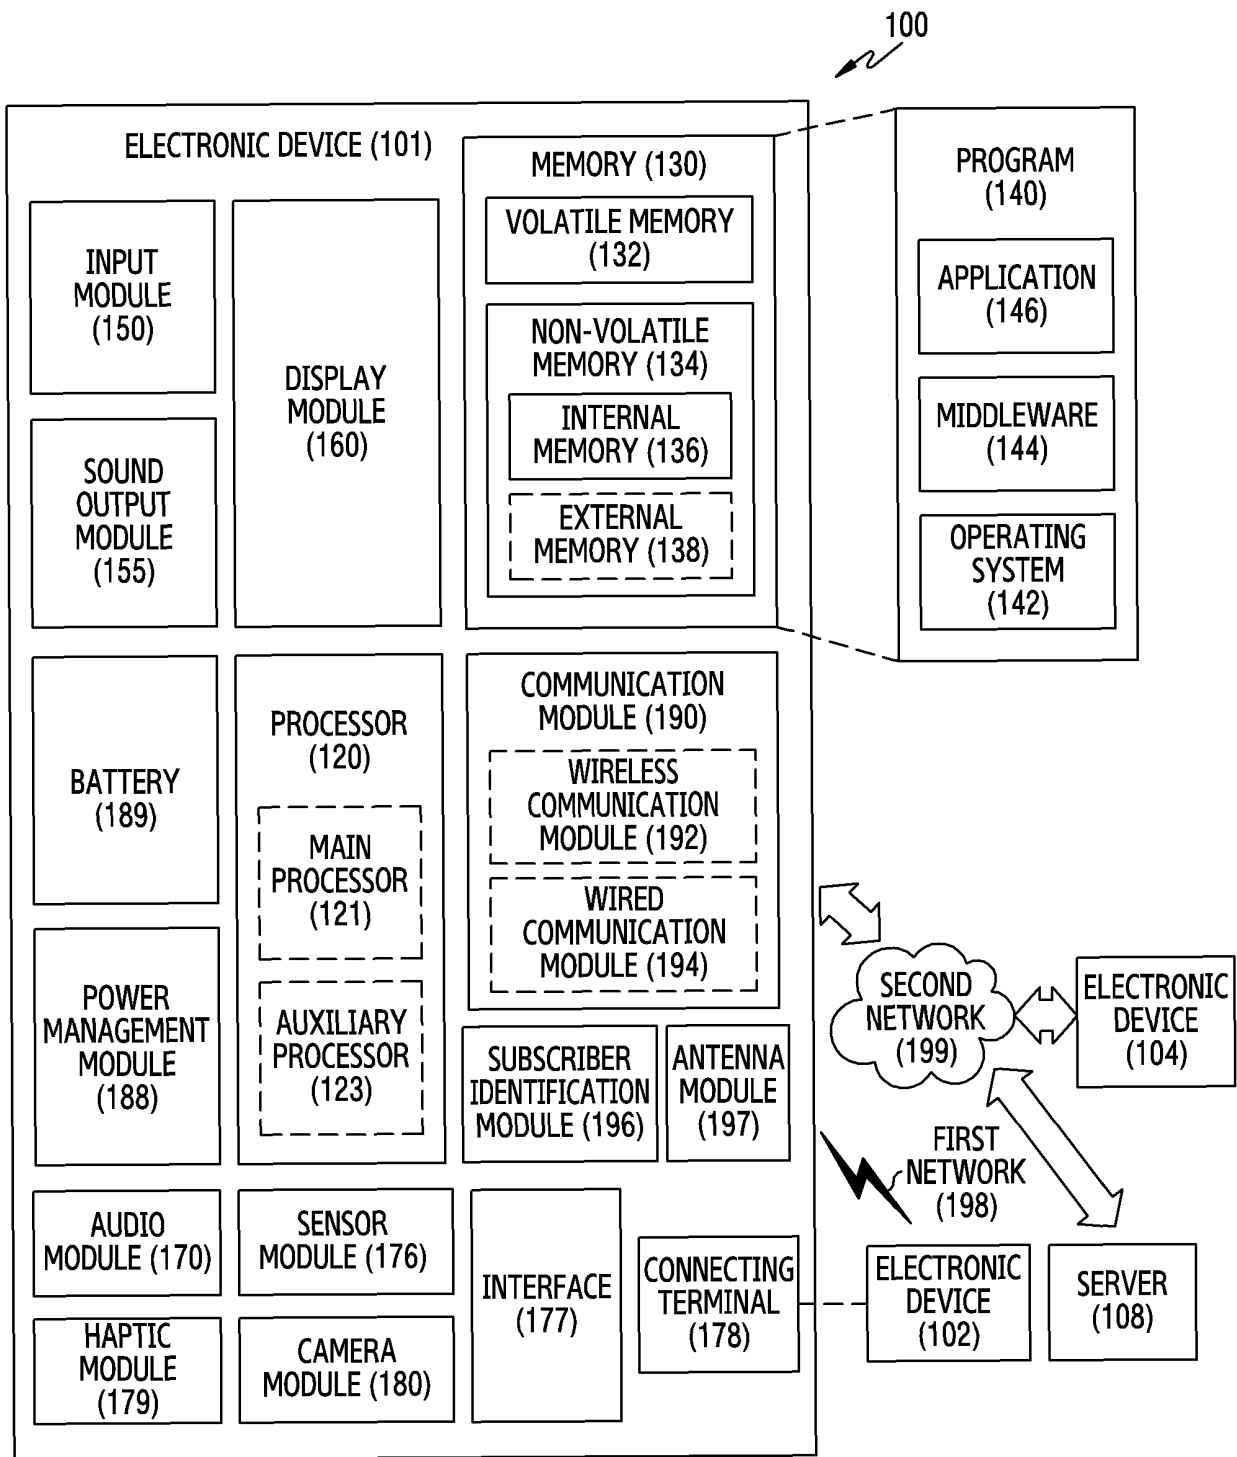 100
ELECTRONIC DEVICE (101)
INPUT
MODULE
(150)
SOUND
OUTPUT
MODULE
(155)
DISPLAY
MODULE
(160)
MEMORY (130)
VOLATILE MEMORY
(132)
NON-VOLATILE
MEMORY (134)
INTERNAL
MEMORY (136)
EXTERNAL
MEMORY (138)
PROGRAM
(140)
APPLICATION
(146)
MIDDLEWARE
(144)
OPERATING
SYSTEM
(142)
BATTERY
(189)
POWER
MANAGEMENT
MODULE
(188)
PROCESSOR
(120)
MAIN
PROCESSOR
(121)
AUXILIARY
PROCESSOR
(123)
COMMUNICATION
MODULE (190)
WIRELESS
COMMUNICATION
MODULE (192)
WIRED
COMMUNICATION
MODULE (194)
SUBSCRIBER
IDENTIFICATION
MODULE (196)
ANTENNA
MODULE
(197)
SECOND
NETWORK
(199)
ELECTRONIC
DEVICE
(104)
FIRST
NETWORK
(198)
AUDIO
MODULE (170)
SENSOR
MODULE (176)
HAPTIC
MODULE
(179)
CAMERA
MODULE (180)
INTERFACE
(177)
CONNECTING
TERMINAL
(178)
ELECTRONIC
DEVICE
(102)
SERVER
(108)